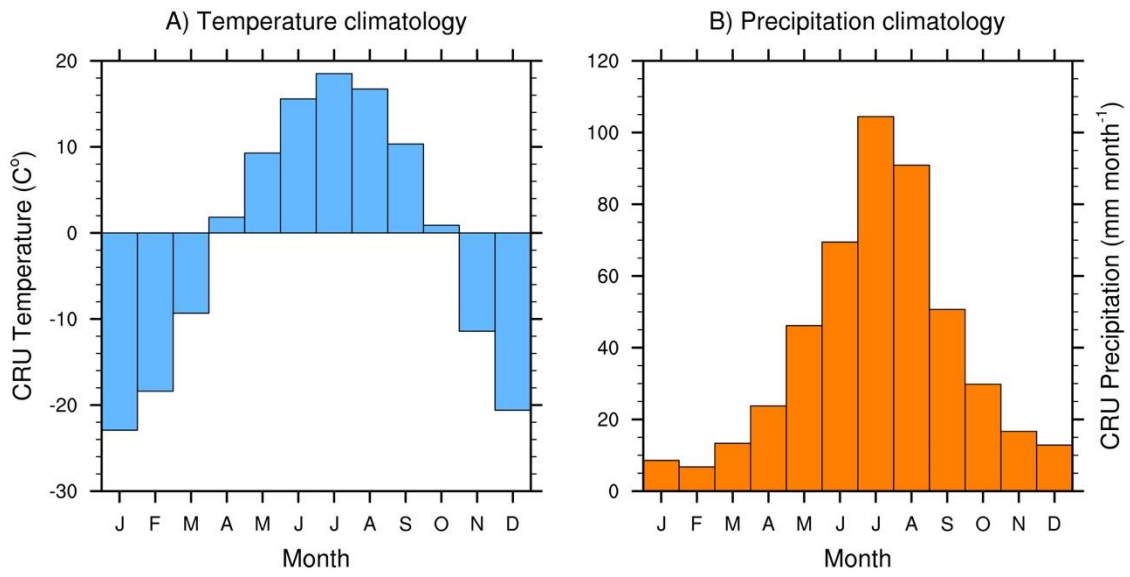 A) Temperature climatology
CRU Temperature (C°)
20
10
0
-10
-20
-30
J F M A M J J A S O N D
Month
B) Precipitation climatology
120
100
80
60
40
20
0
J F M A M J J A S O N D
Month
CRU Precipitation (mm month⁻¹)